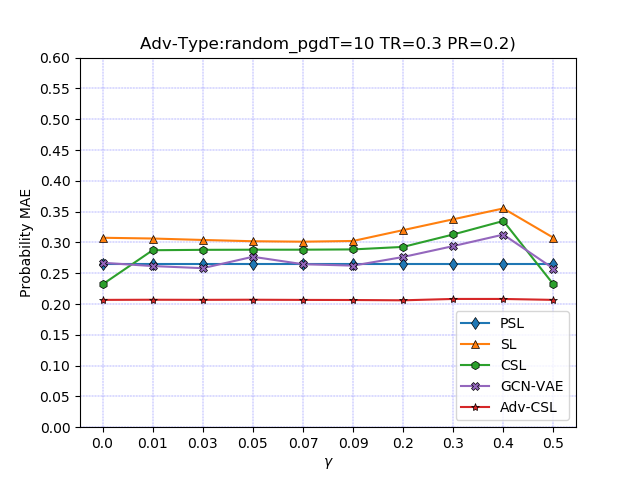 Adv-Type:random_pgdT=10 TR=0.3 PR=0.2)
0.60
0.55
0.50
0.45
0.40
0.35
0.30
0.25
0.20
0.15
0.10
0.05
0.00
Probability MAE
PSL
SL
CSL
GCN-VAE
Adv-CSL
0.0 0.01 0.03 0.05 0.07 0.09 0.2 0.3 0.4 0.5
γ